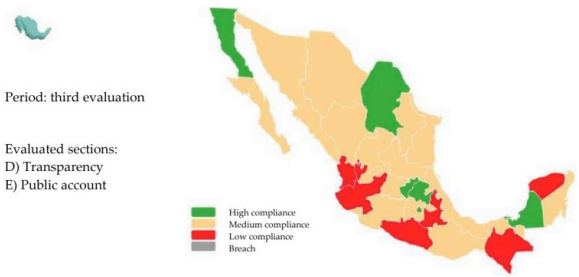 Period: third evaluation
Evaluated sections:
D) Transparency
E) Public account
High compliance
Medium compliance
Low compliance
Breach